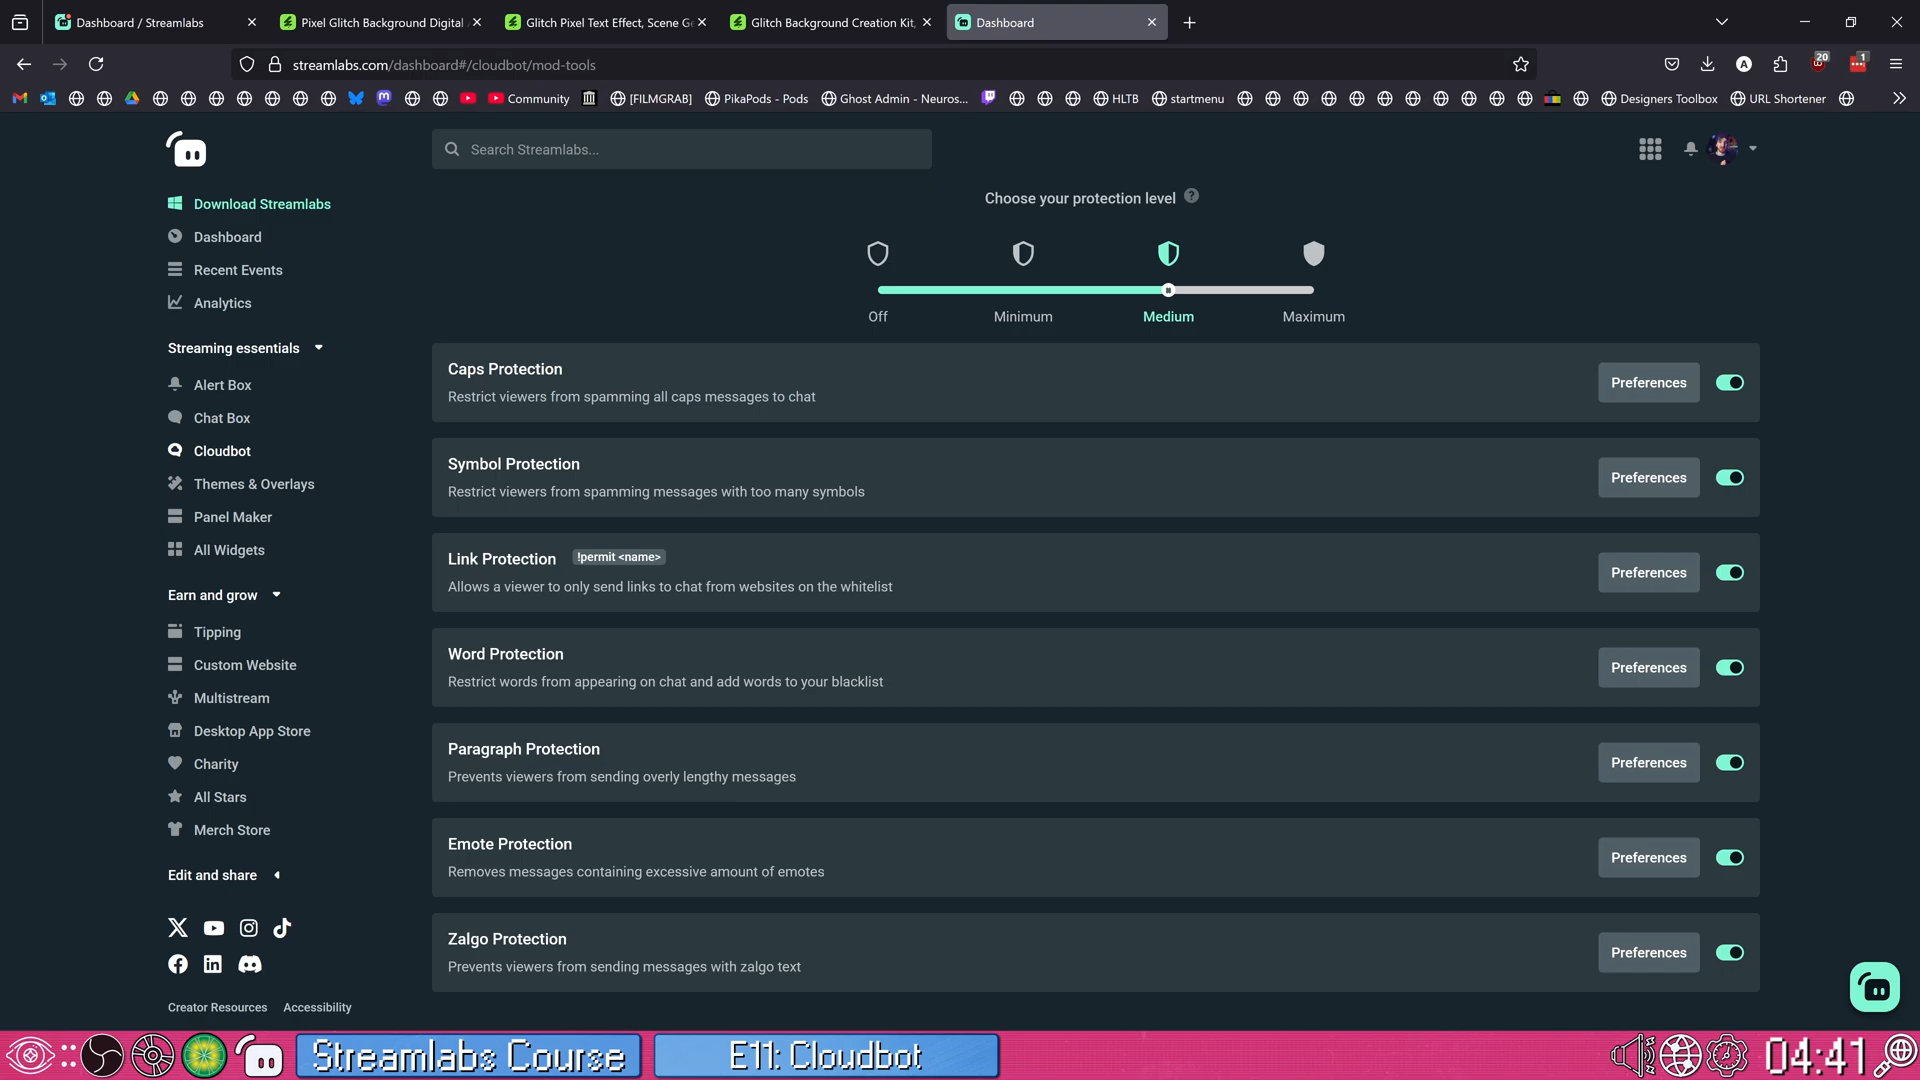 Dashboard / Streamlabs
Pixel Glitch Background Digital
Glitch Pixel Text Effect, Scene Ge
Glitch Background Creation Kit,
Dashboard
streamlabs.com/dashboard#/cloudbot/mod-tools
20
1
Community
[FILMGRAB]
PikaPods - Pods
Ghost Admin - Neuros...
HLTB
startmenu
Designers Toolbox
URL Shortener
Search Streamlabs...
Download Streamlabs
Dashboard
Recent Events
Analytics
Streaming essentials
Alert Box
Chat Box
Cloudbot
Themes & Overlays
Panel Maker
All Widgets
Earn and grow
Tipping
Custom Website
Multistream
Desktop App Store
Charity
All Stars
Merch Store
Edit and share
Creator Resources
Accessibility
Choose your protection level
Off
Minimum
Medium
Maximum
Caps Protection
Restrict viewers from spamming all caps messages to chat
Preferences
Symbol Protection
Restrict viewers from spamming messages with too many symbols
Preferences
Link Protection !permit <name>
Allows a viewer to only send links to chat from websites on the whitelist
Preferences
Word Protection
Restrict words from appearing on chat and add words to your blacklist
Preferences
Paragraph Protection
Prevents viewers from sending overly lengthy messages
Preferences
Emote Protection
Removes messages containing excessive amount of emotes
Preferences
Zalgo Protection
Prevents viewers from sending messages with zalgo text
Preferences
Streamlabs Course
E11: Cloudbot
04:41